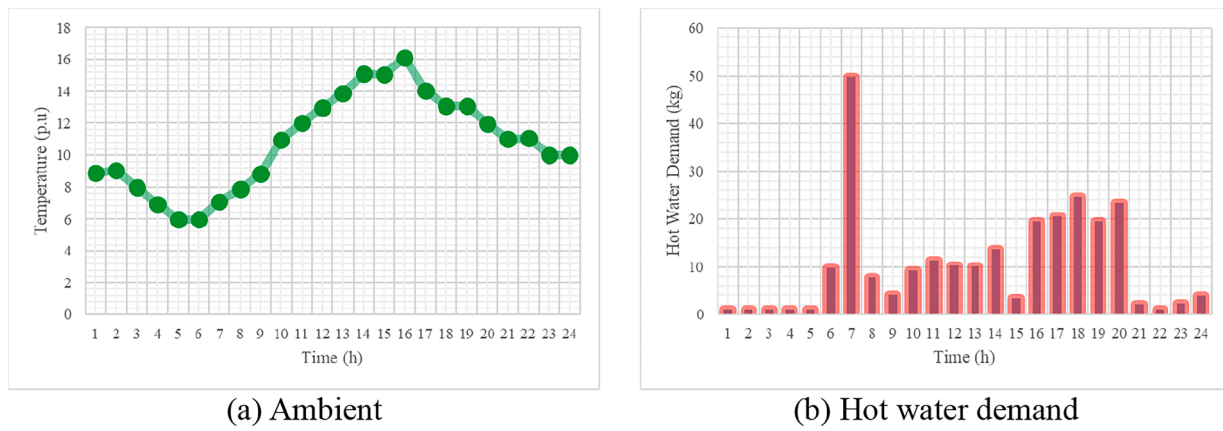 18
16
14
12
10
8
6
4
2
0
Temperature (p.u)
1 2 3 4 5 6 7 8 9 10 11 12 13 14 15 16 17 18 19 20 21 22 23 24
Time (h)
(a) Ambient
60
50
40
30
20
10
0
Hot Water Demand (kg)
1 2 3 4 5 6 7 8 9 10 11 12 13 14 15 16 17 18 19 20 21 22 23 24
Time (h)
(b) Hot water demand